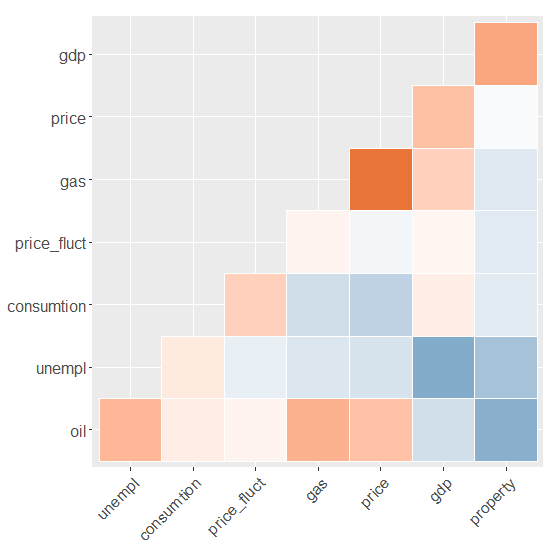 gdp
price
gas
price_fluct
consumtion
unempl
oil
unempl
consumtion
price_fluct
gas
price
gdp
property